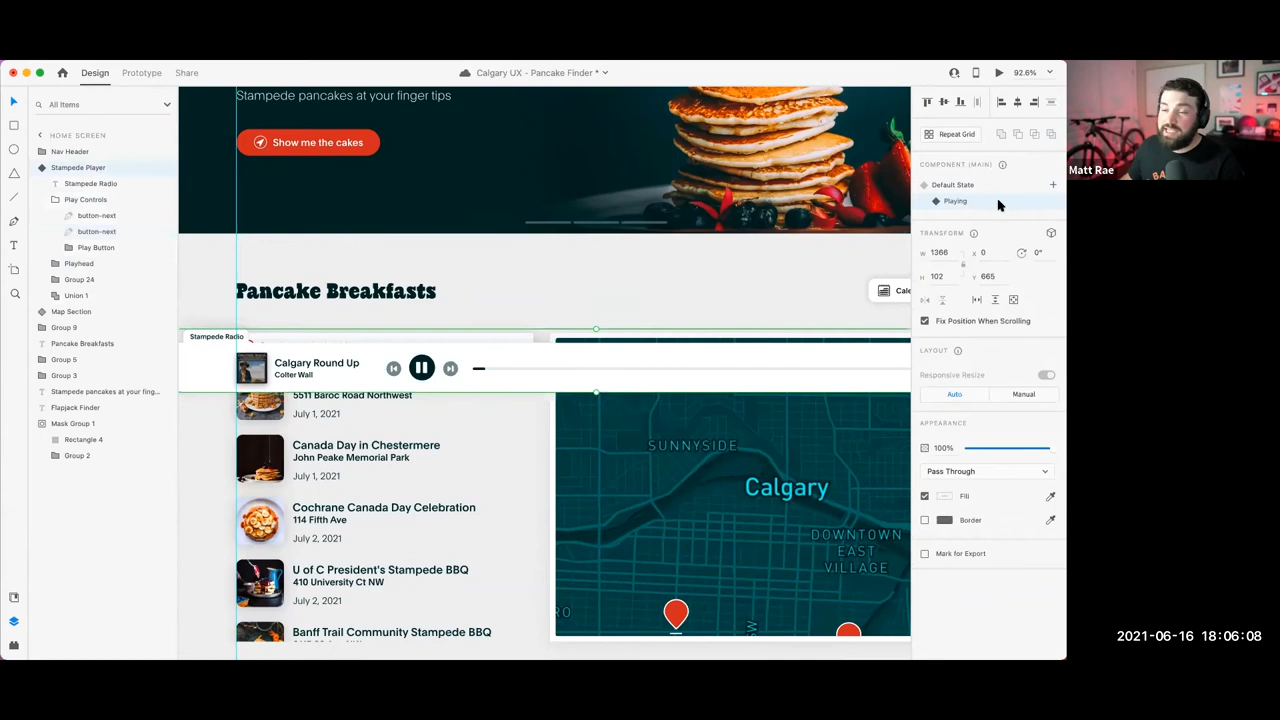 Design
Prototype
Share
Calgary UX - Pancake Finder *
92.6%
All Items
HOME SCREEN
Nav Header
Stampede Player
Stampede Radio
Play Controls
button-next
button-next
Play Button
Playhead
Group 24
Union 1
Map Section
Group 9
Pancake Breakfasts
Group 5
Group 3
Stampede pancakes at your fing...
Flapjack Finder
Mask Group 1
Rectangle 4
Group 2
Stampede pancakes at your finger tips
Show me the cakes
Pancake Breakfasts
Cale
Stampede Radio
Calgary Round Up
Colter Wall
5511 Baroc Road Northwest
July 1, 2021
Canada Day in Chestermere
John Peake Memorial Park
July 1, 2021
Cochrane Canada Day Celebration
114 Fifth Ave
July 2, 2021
U of C President's Stampede BBQ
410 University Ct NW
July 2, 2021
Banff Trail Community Stampede BBQ
SUNNYSIDE
Calgary
DOWNTOWN
EAST
VILLAGE
RO
SW
Repeat Grid
COMPONENT (MAIN)
Default State
Playing
TRANSFORM
W 1366 X 0 0°
H 102 Y 665
Fix Position When Scrolling
LAYOUT
Responsive Resize
Auto Manual
APPEARANCE
100%
Pass Through
Fill
Border
Mark for Export
Matt Rae
2021-06-16 18:06:08